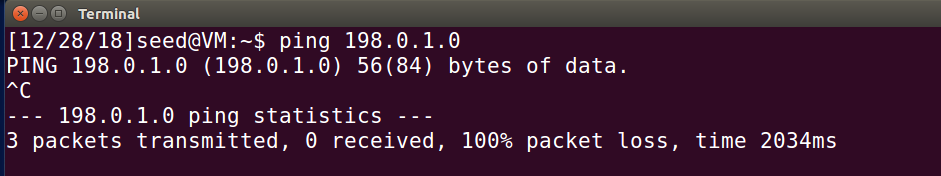 Terminal
[12/28/18]seed@VM:~$ ping 198.0.1.0
PING 198.0.1.0 (198.0.1.0) 56(84) bytes of data.
^C
--- 198.0.1.0 ping statistics ---
3 packets transmitted, 0 received, 100% packet loss, time 2034ms